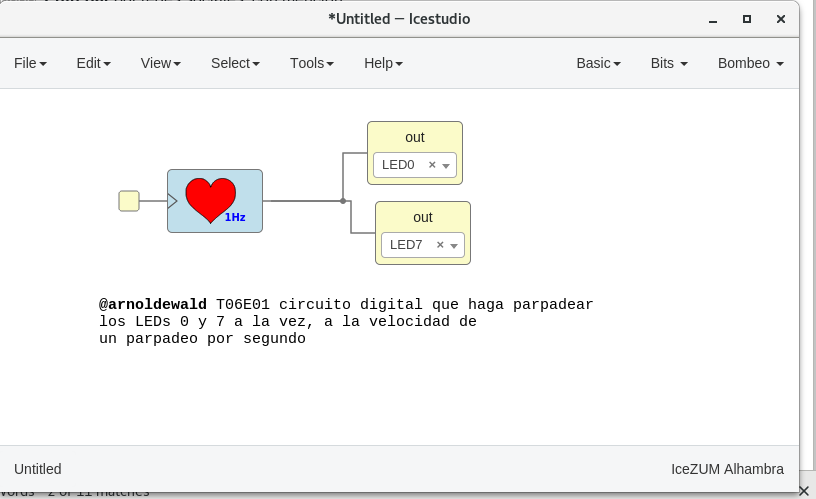 *Untitled — Icestudio
File Edit View Select Tools Help Basic Bits Bombeo
out
LED0 ×
1Hz
out
LED7 ×
@arnoldewald T06E01 circuito digital que haga parpadear
los LEDs 0 y 7 a la vez, a la velocidad de
un parpadeo por segundo
Untitled IceZUM Alhambra
2 of 11 matches